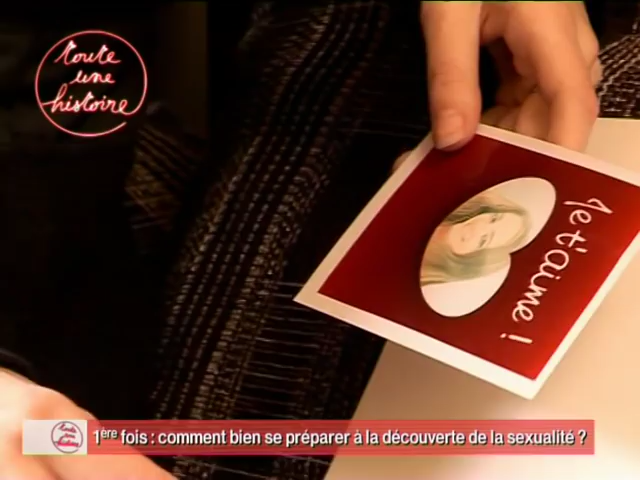 toute
une
histoire
Je t'aime !
1ère fois : comment bien se préparer à la découverte de la sexualité ?